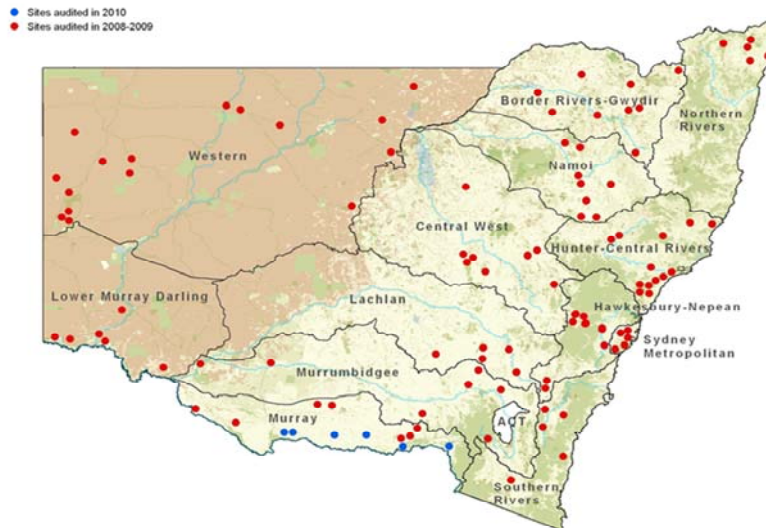 Sites audited in 2010
Sites audited in 2008-2009
Border Rivers-Gwydir
Northern
Rivers
Western
Namoi
Central West
Hunter-Central Rivers
Lower Murray Darling
Lachlan
Hawkesbury-Nepean
Sydney
Metropolitan
Murrumbidgee
Murray
ACT
Southern
Rivers